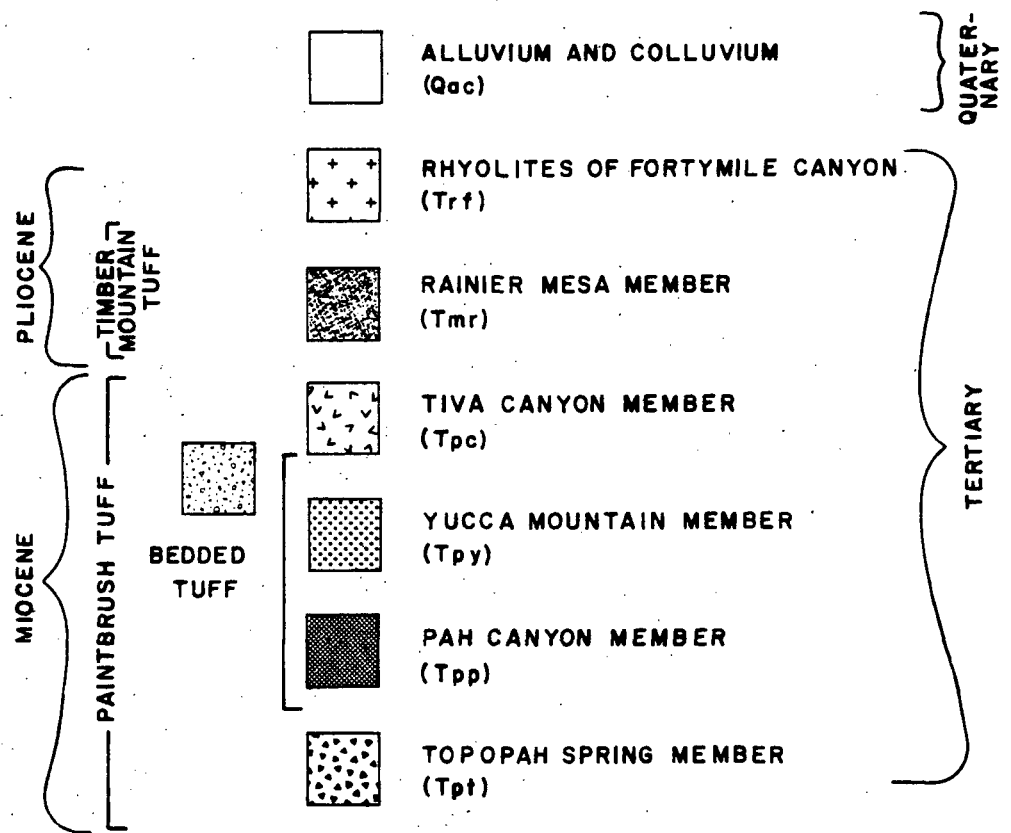 ALLUVIUM AND COLLUVIUM
(Qac)
QUATER-
NARY
RHYOLITES OF FORTYMILE CANYON
(Trf)
PLIOCENE
TIMBER
MOUNTAIN
TUFF
RAINIER MESA MEMBER
(Tmr)
TIVA CANYON MEMBER
(Tpc)
TERTIARY
MIOCENE
PAINTBRUSH TUFF
BEDDED
TUFF
YUCCA MOUNTAIN MEMBER
(Tpy)
PAH CANYON MEMBER
(Tpp)
TOPOPAH SPRING MEMBER
(Tpt)